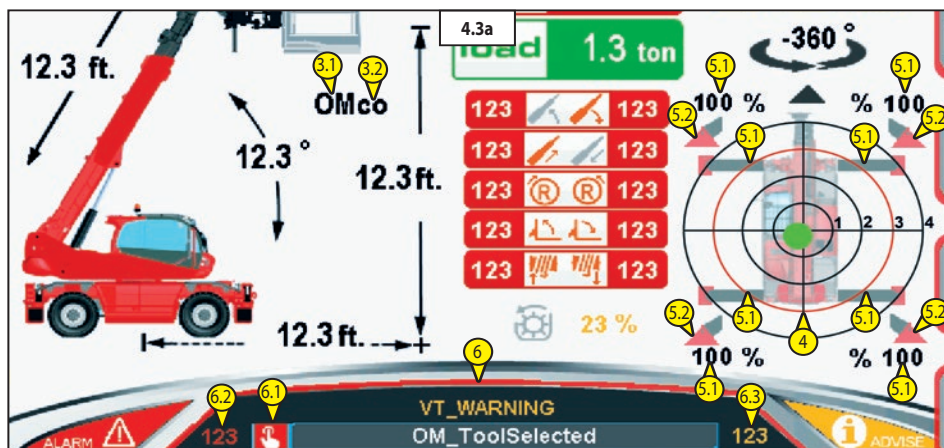 4.3a
load 1.3 ton
-360 °
12.3 ft.
3.1 3.2
OMco
12.3 °
12.3 ft.
12.3 ft.
123 123
123 123
123 R R 123
123 123
123 123
23 %
5.1 5.1
100 % % 100
5.2 5.2
5.1 5.1
1 2 3 4
5.1 5.1
5.2 4 5.2
100 % % 100
5.1 5.1
6
6.2 6.1 6.3
VT_WARNING
ALARM 123 OM_ToolSelected 123 i ADVISE